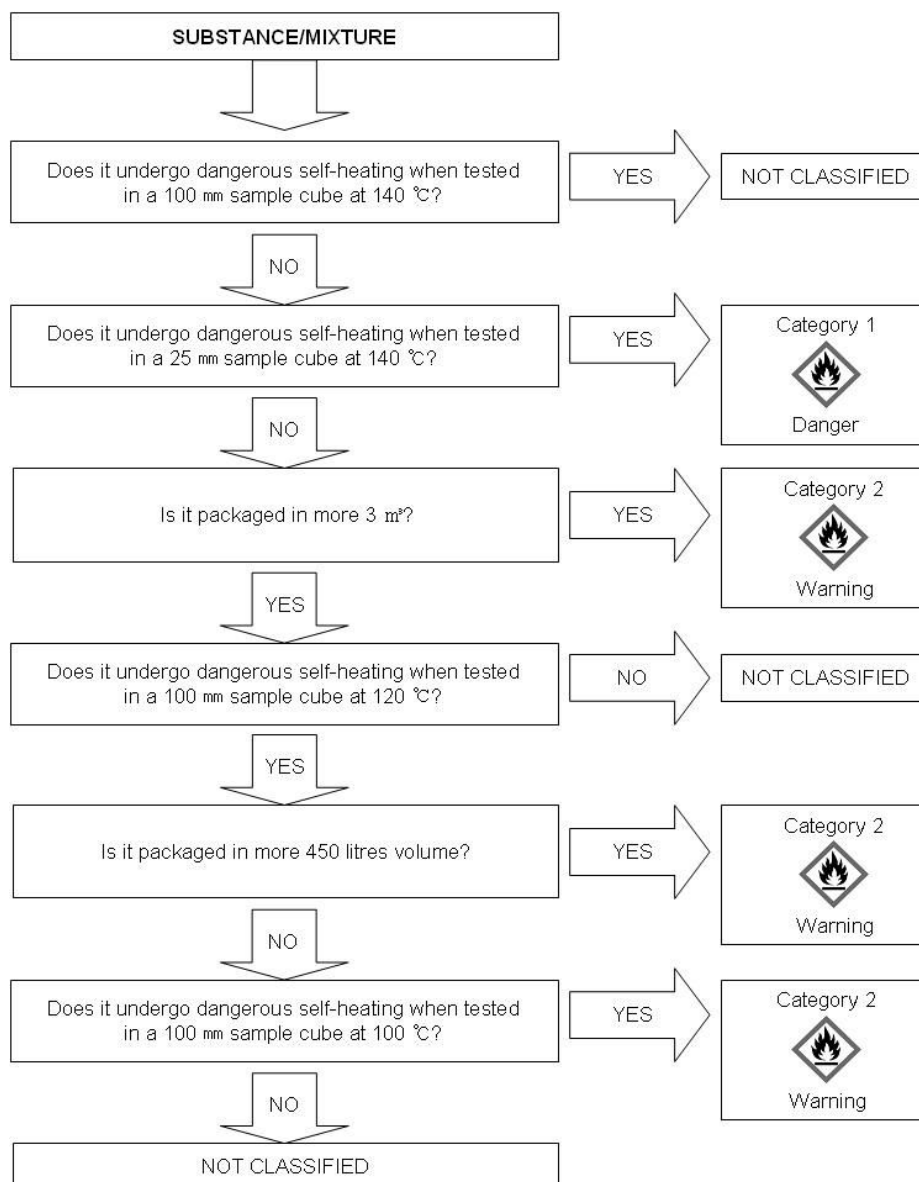 SUBSTANCE/MIXTURE
Does it undergo dangerous self-heating when tested
in a 100 ㎜ sample cube at 140 ℃?
YES
NOT CLASSIFIED
NO
Does it undergo dangerous self-heating when tested
in a 25 ㎜ sample cube at 140 ℃?
YES
Category 1
Danger
NO
Is it packaged in more 3 ㎥?
YES
Category 2
Warning
YES
Does it undergo dangerous self-heating when tested
in a 100 ㎜ sample cube at 120 ℃?
NO
NOT CLASSIFIED
YES
Is it packaged in more 450 litres volume?
YES
Category 2
Warning
NO
Does it undergo dangerous self-heating when tested
in a 100 ㎜ sample cube at 100 ℃?
YES
Category 2
Warning
NO
NOT CLASSIFIED